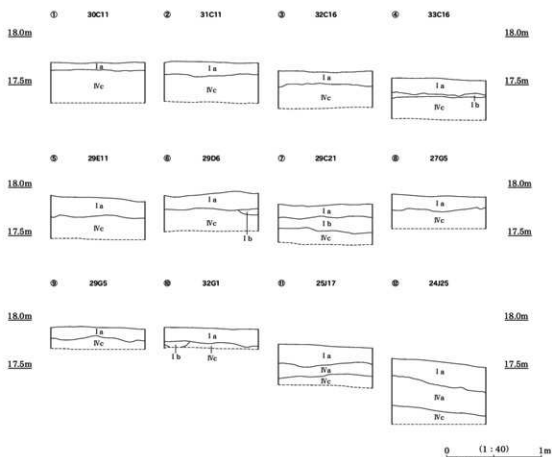 ① 30C11 ② 31C11 ③ 32C16 ④ 33C16
18.0m 18.0m
Ⅰa Ⅰa Ⅰa Ⅰa
17.5m 17.5m
Ⅳc Ⅳc Ⅳc Ⅳc Ⅰb
⑤ 29E11 ⑥ 29D6 ⑦ 29C21 ⑧ 27G5
18.0m 18.0m
Ⅰa Ⅰa Ⅰa Ⅰa
Ⅳc Ⅳc Ⅰb Ⅳc
17.5m 17.5m
Ⅰb Ⅳc
⑨ 29G5 ⑩ 32G1 ⑪ 25J17 ⑫ 24J25
18.0m 18.0m
Ⅰa Ⅰa Ⅰa Ⅰa
Ⅳc Ⅰb Ⅳc
17.5m 17.5m
Ⅳa Ⅳa
Ⅳc Ⅳc
0 (1:40) 1m